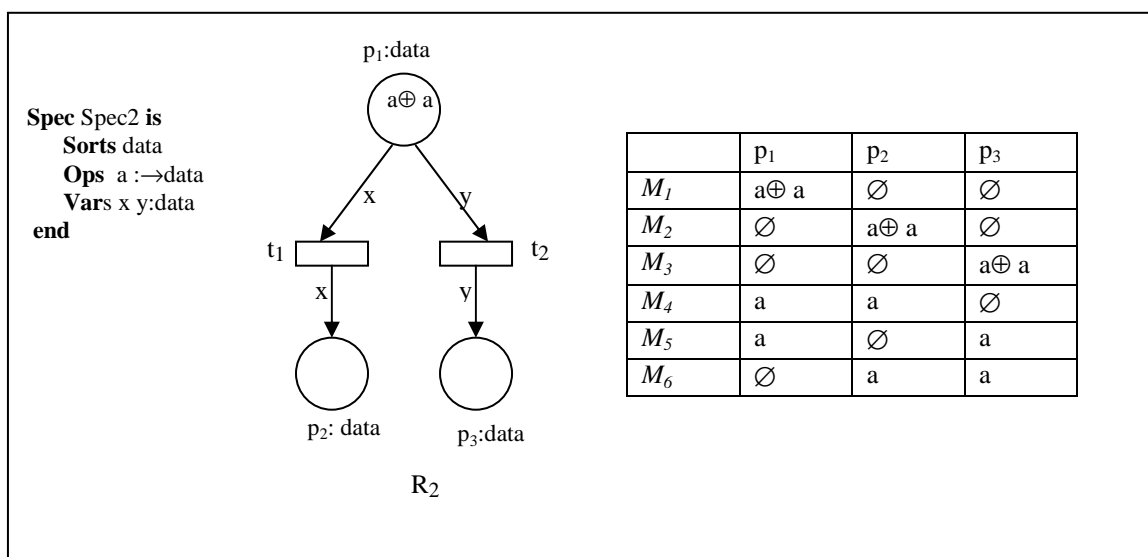 p₁:data
a⊕ a
Spec Spec2 is
Sorts data
Ops a :→data
Vars x y:data
end
x
y
t₁
t₂
x
y
p₂: data
p₃:data
R₂
p₁ p₂ p₃
M₁ a⊕ a ∅ ∅
M₂ ∅ a⊕ a ∅
M₃ ∅ ∅ a⊕ a
M₄ a a ∅
M₅ a ∅ a
M₆ ∅ a a